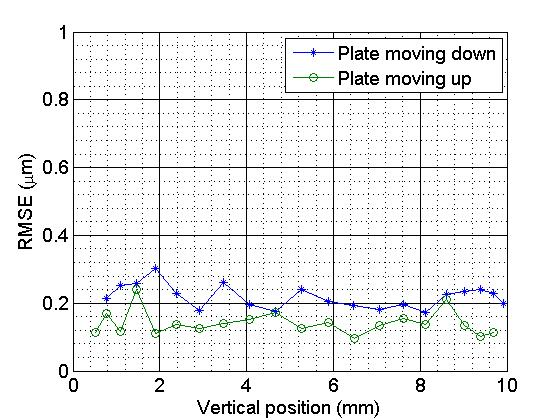 1
Plate moving down
Plate moving up
0.8
0.6
RMSE (μm)
0.4
0.2
0
0 2 4 6 8 10
Vertical position (mm)